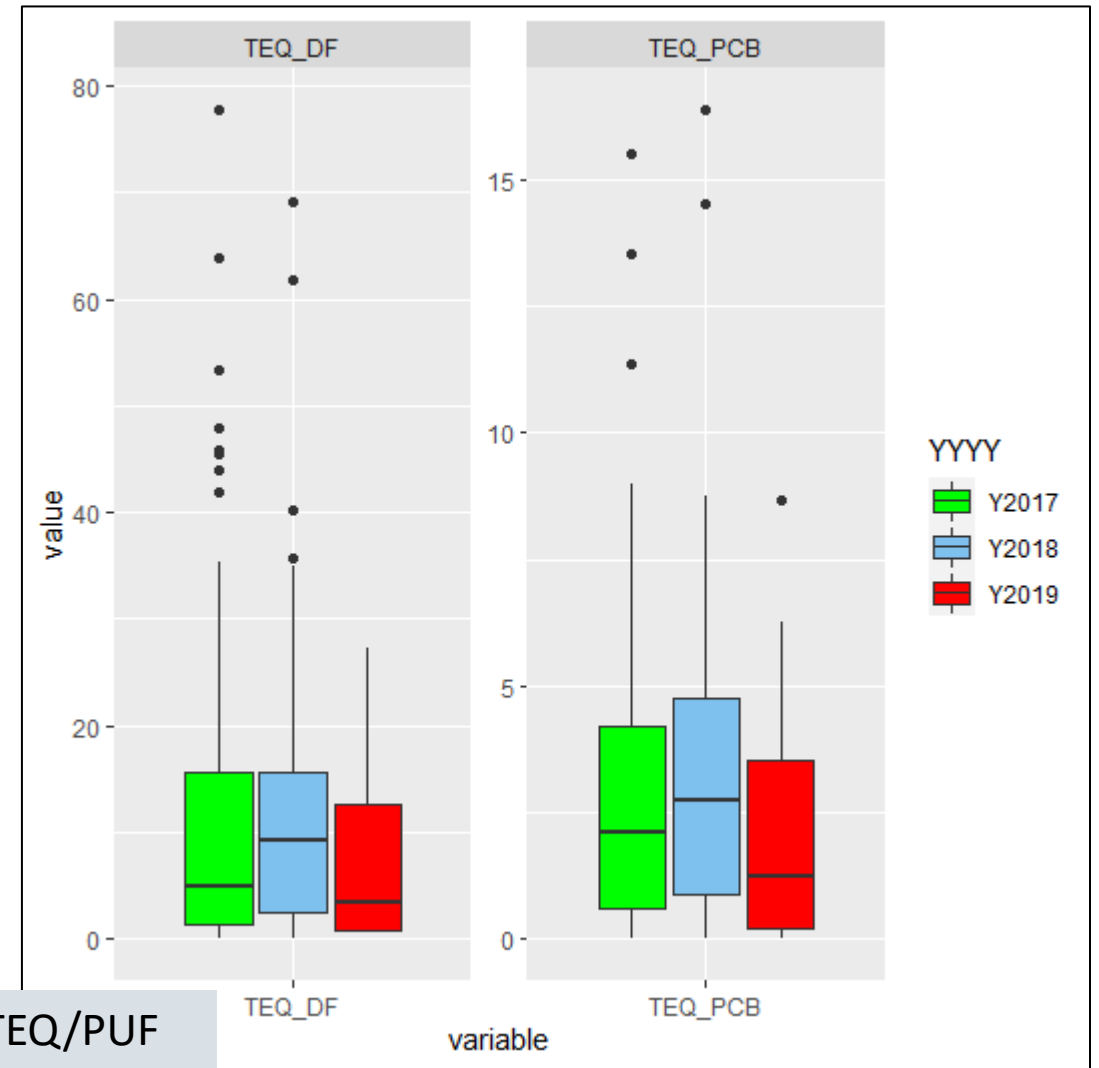 TEQ_DF TEQ_PCB
80
60
40
20
0
value
15
10
5
0
YYYY
Y2017
Y2018
Y2019
TEQ_DF TEQ_PCB
variable
TEQ/PUF